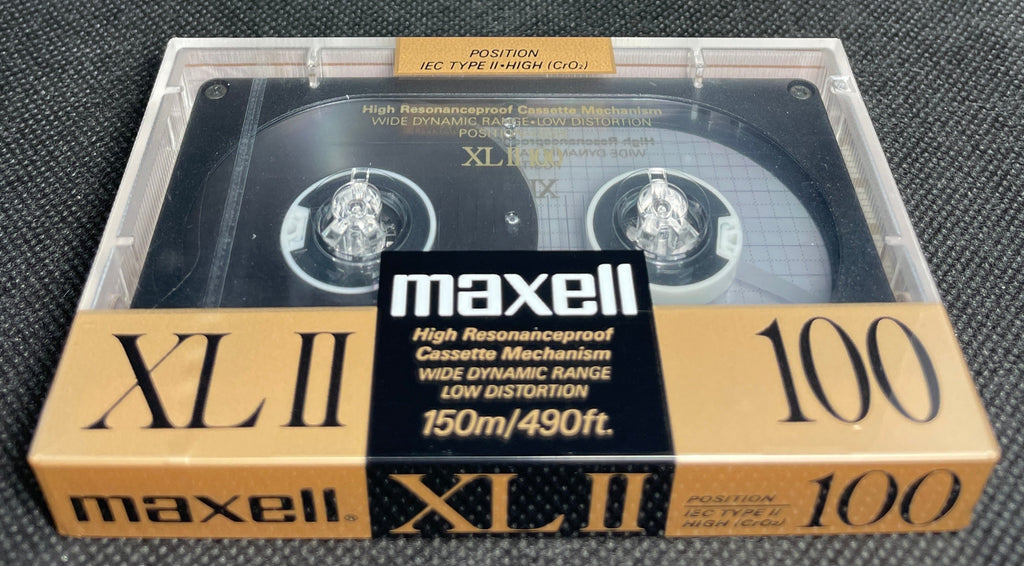 POSITION
IEC TYPE II•HIGH (CrO₂)
High Resonanceproof Cassette Mechanism
WIDE DYNAMIC RANGE•LOW DISTORTION
XL II
maxell
High Resonanceproof
Cassette Mechanism
WIDE DYNAMIC RANGE
LOW DISTORTION
150m/490ft.
XL II
100
maxell®
XL II
POSITION
IEC TYPE II
HIGH (CrO₂)
100